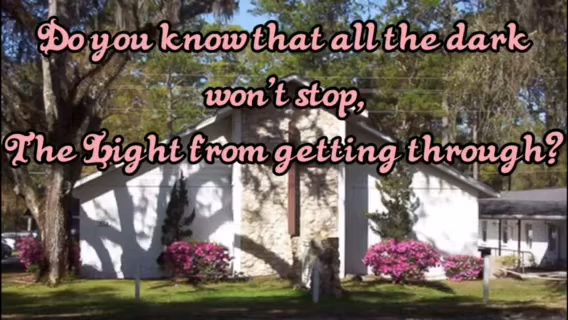 Do you know that all the dark
won't stop,
The Light from getting through?